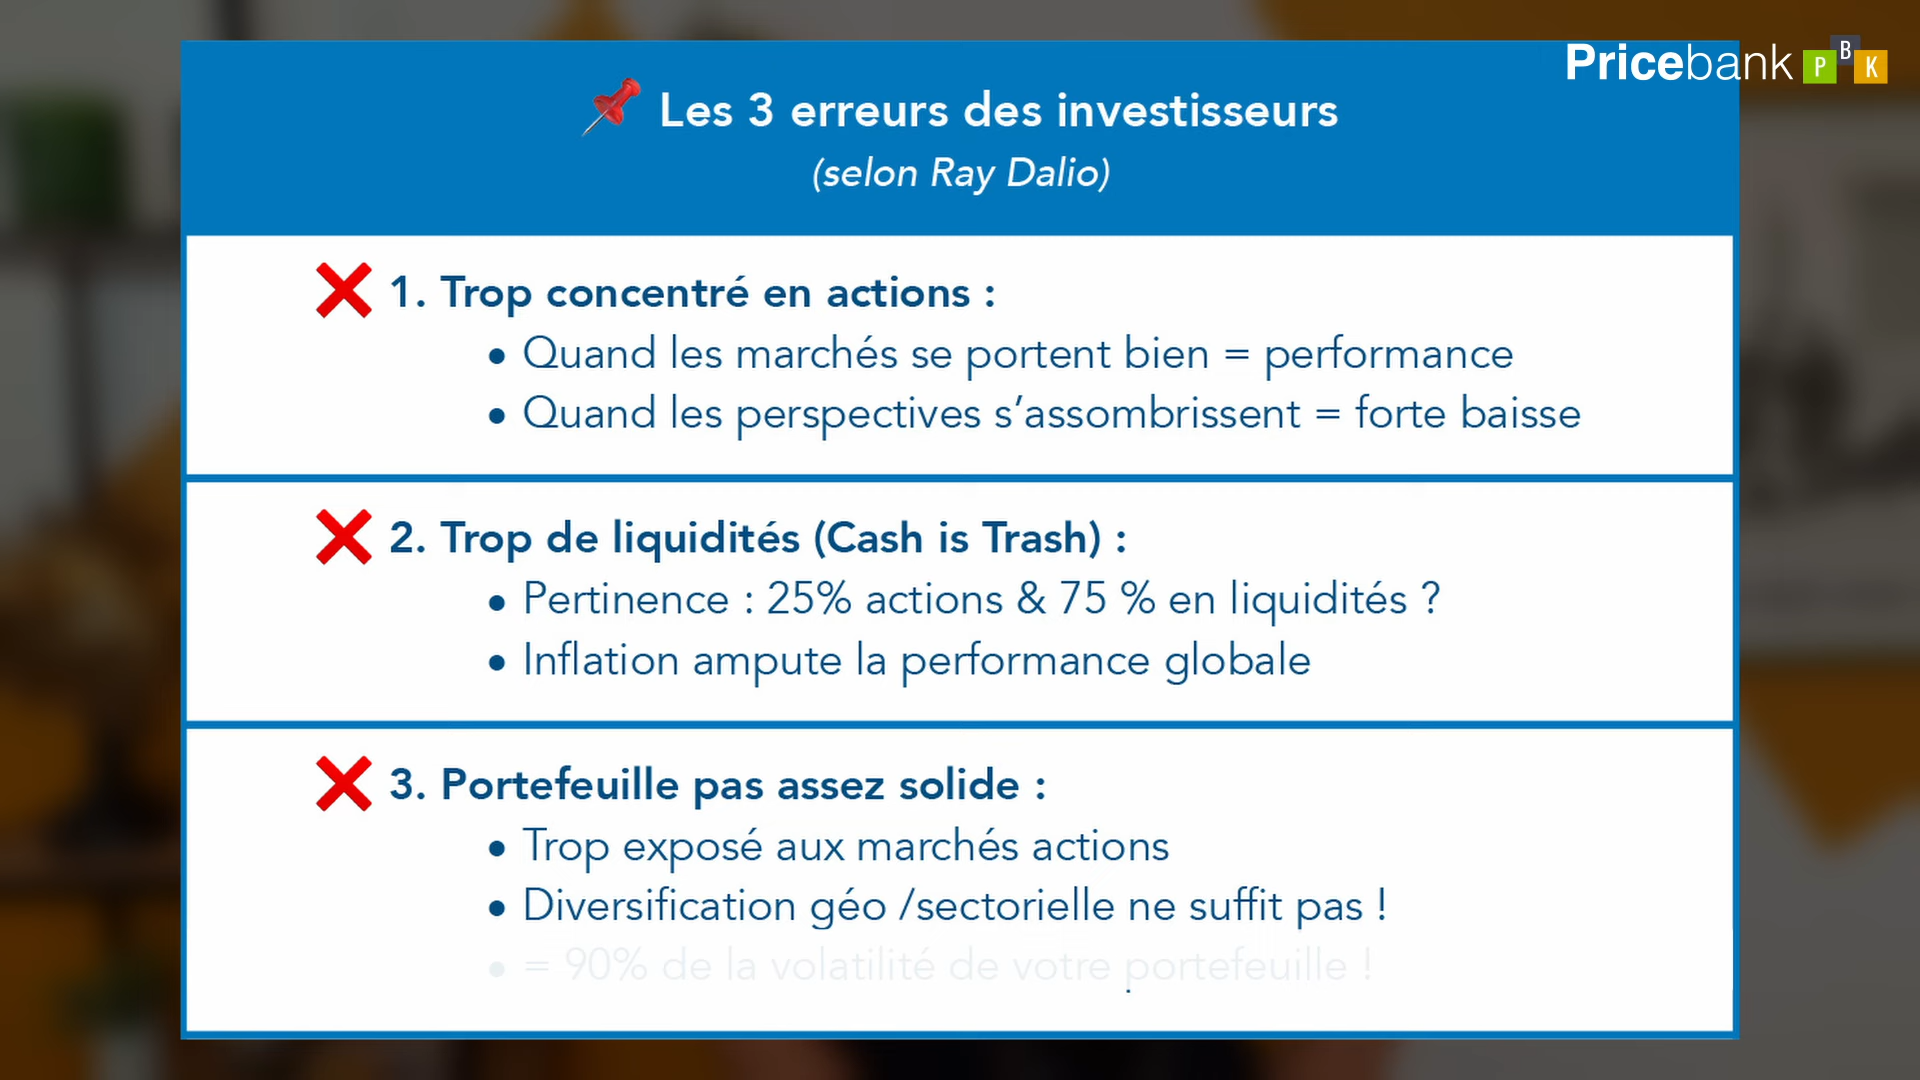 Pricebank P B K
Les 3 erreurs des investisseurs
(selon Ray Dalio)
1. Trop concentré en actions :
• Quand les marchés se portent bien = performance
• Quand les perspectives s’assombrissent = forte baisse
2. Trop de liquidités (Cash is Trash) :
• Pertinence : 25% actions & 75 % en liquidités ?
• Inflation ampute la performance globale
3. Portefeuille pas assez solide :
• Trop exposé aux marchés actions
• Diversification géo /sectorielle ne suffit pas !
• = 90% de la volatilité de votre portefeuille !